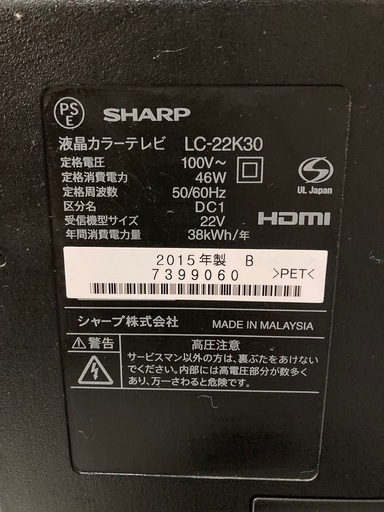 PS
E
SHARP
液晶カラーテレビ LC-22K30
定格電圧 100V～
定格消費電力 46W
定格周波数 50/60Hz
区分名 DC1
受信機型サイズ 22V
年間消費電力量 38kWh/年
S
UL Japan
HDMI
2015年製 B
7399060
>PET<
シャープ株式会社 MADE IN MALAYSIA
警告 高圧注意
サービスマン以外の方は、裏ぶたをあけない
でください。内部には高電圧部分が数多く
あり、万一さわると危険です。